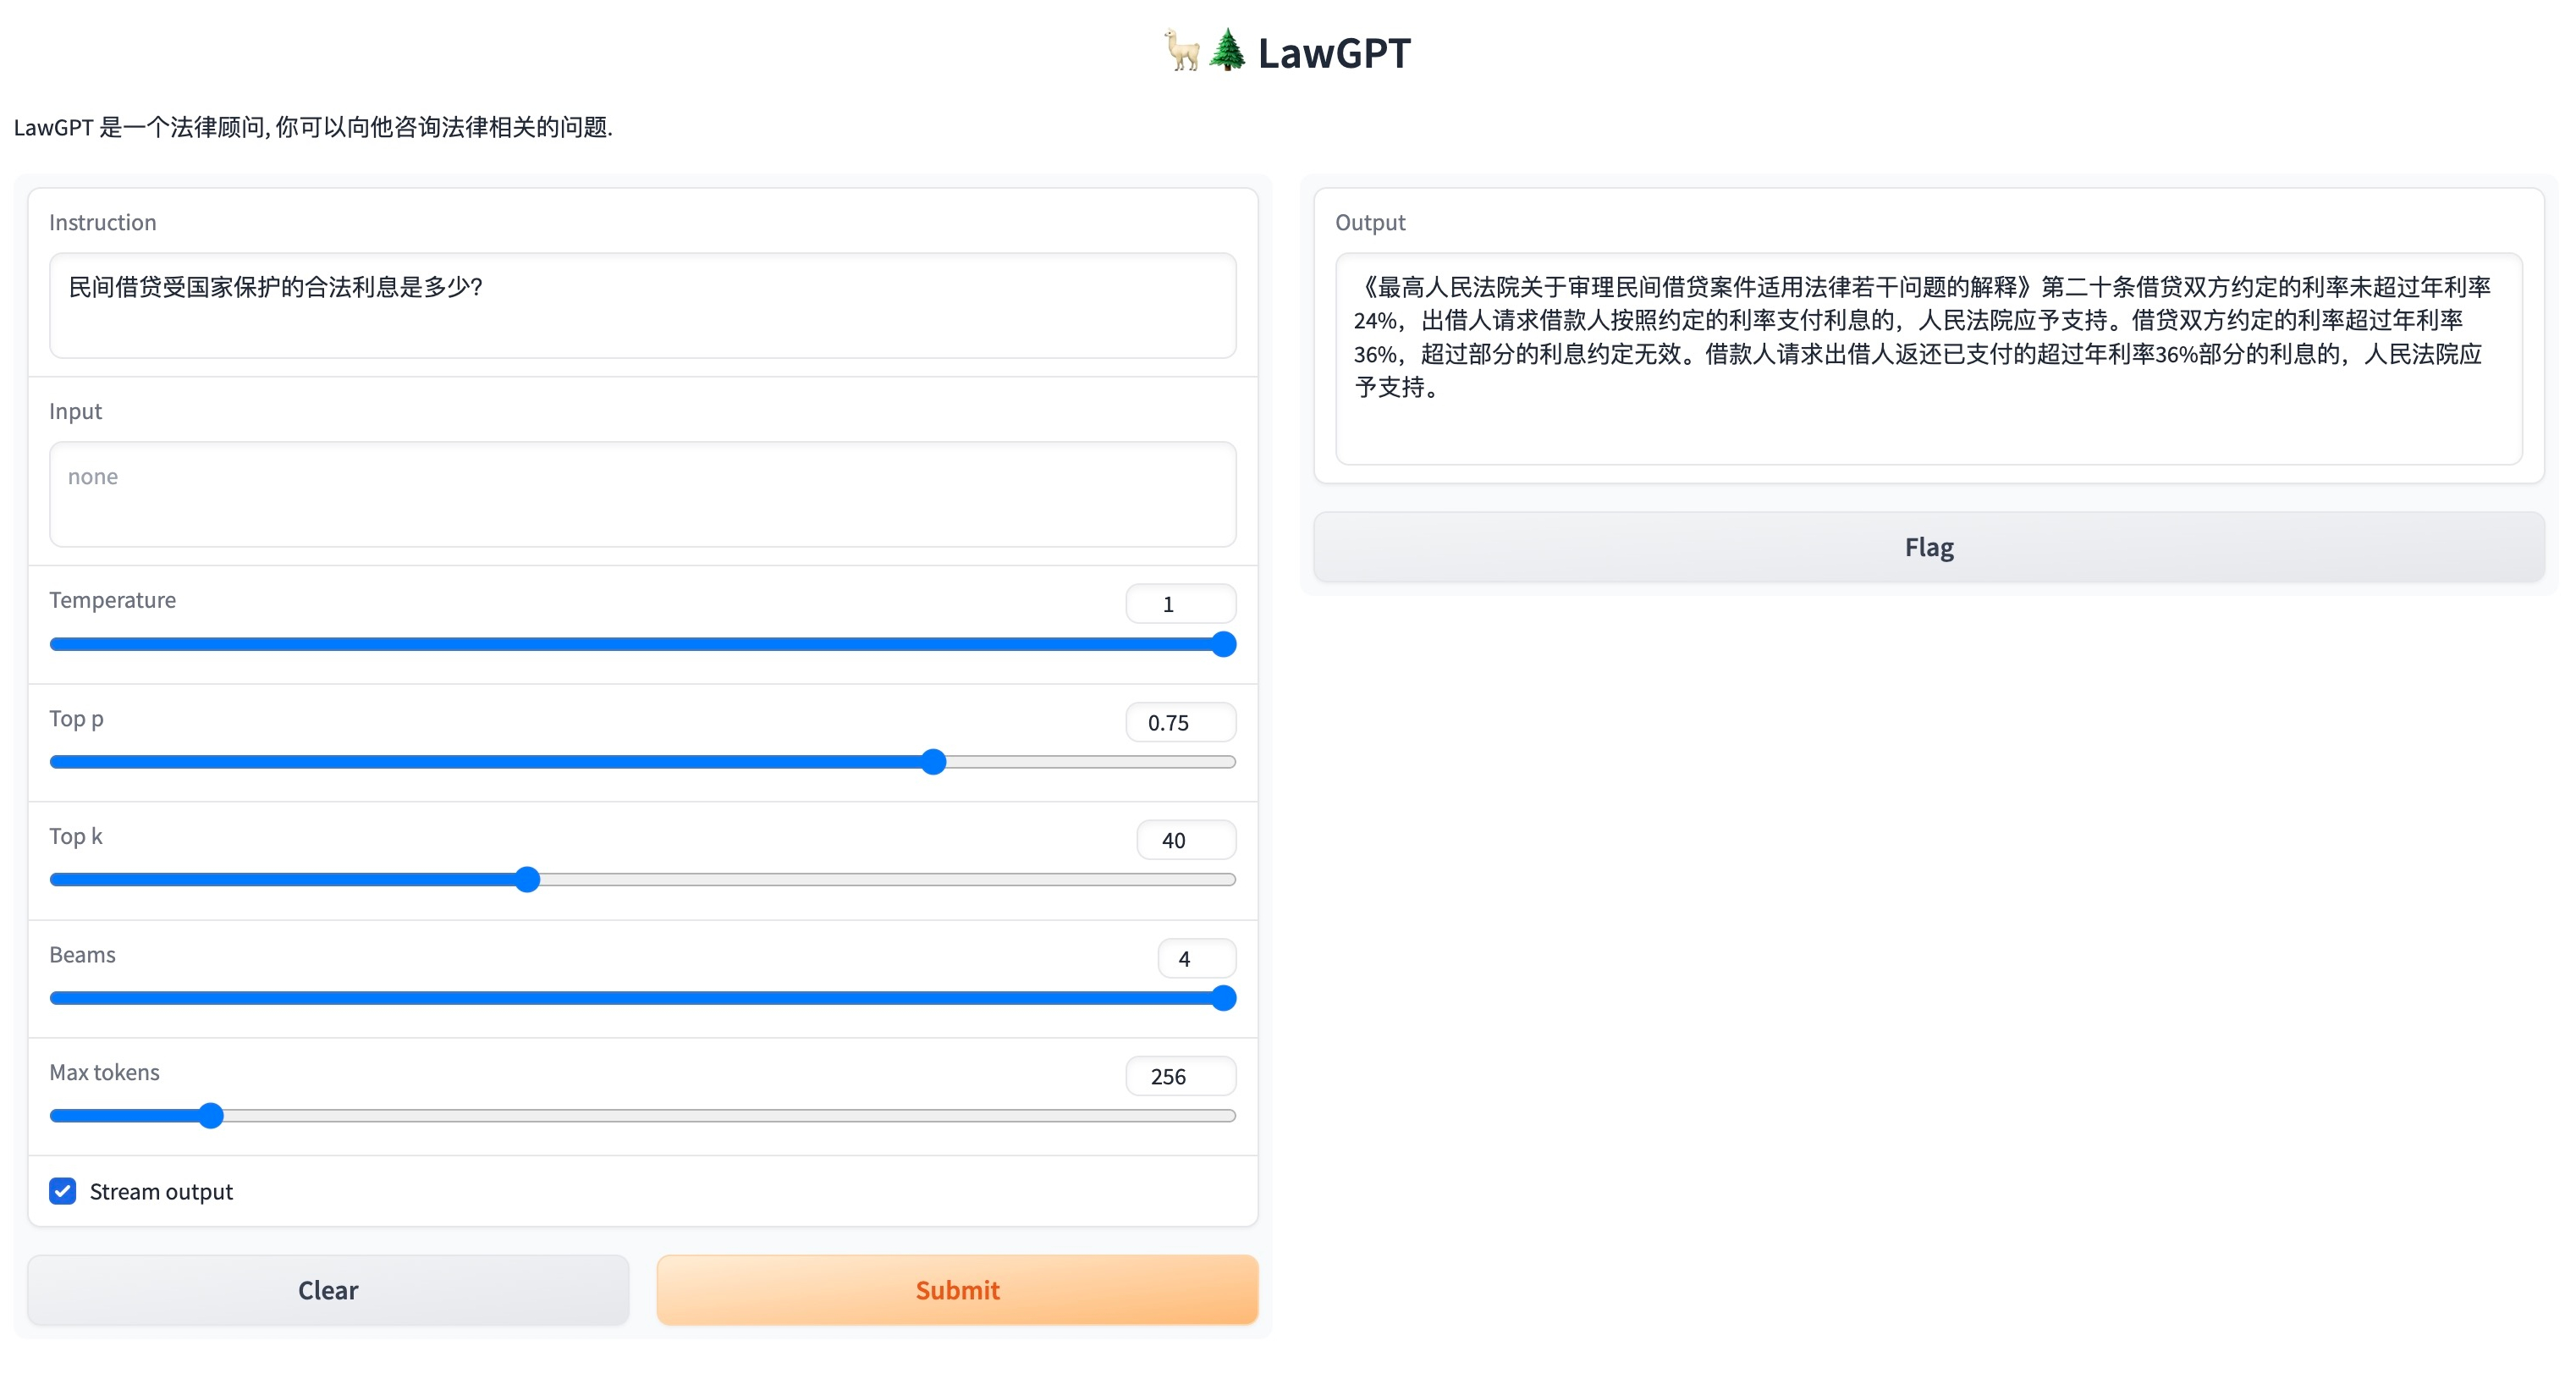 🦙🌲 LawGPT
LawGPT 是一个法律顾问, 你可以向他咨询法律相关的问题.
Instruction
民间借贷受国家保护的合法利息是多少?
Input
none
Temperature
1
Top p
0.75
Top k
40
Beams
4
Max tokens
256
Stream output
Clear
Submit
Output
《最高人民法院关于审理民间借贷案件适用法律若干问题的解释》第二十条借贷双方约定的利率未超过年利率
24%，出借人请求借款人按照约定的利率支付利息的，人民法院应予支持。借贷双方约定的利率超过年利率
36%，超过部分的利息约定无效。借款人请求出借人返还已支付的超过年利率36%部分的利息的，人民法院应
予支持。
Flag